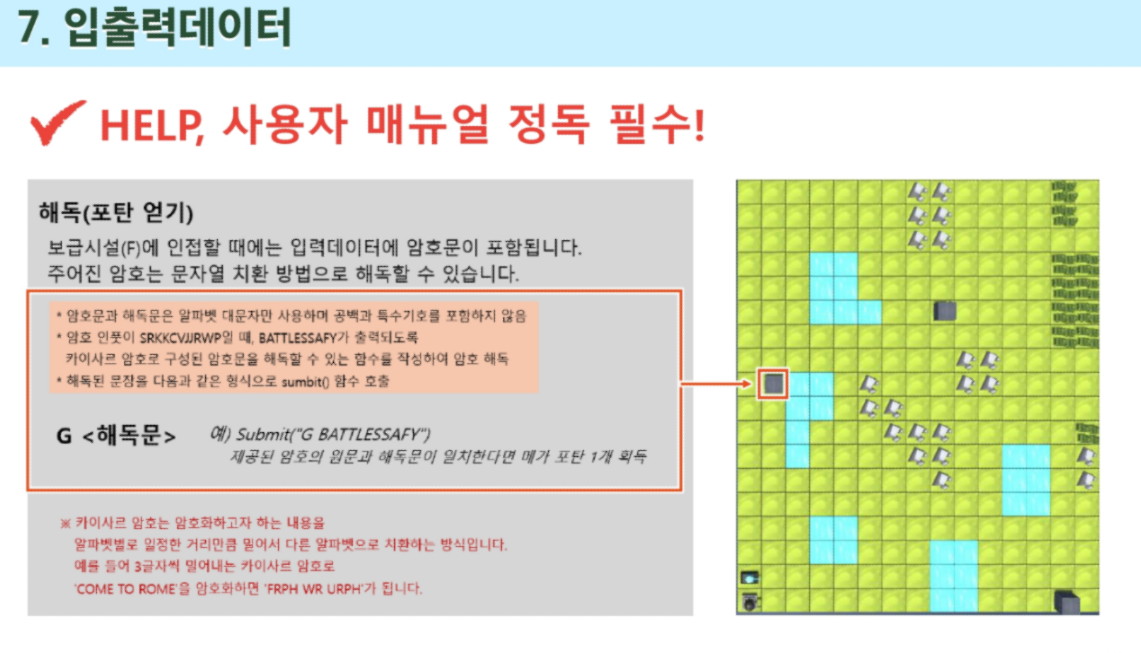 7. 입출력데이터
HELP, 사용자 매뉴얼 정독 필수!
해독(포탄 얻기)
보급시설(F)에 인접할 때에는 입력데이터에 암호문이 포함됩니다.
주어진 암호는 문자열 치환 방법으로 해독할 수 있습니다.
* 암호문과 해독문은 알파벳 대문자만 사용하며 공백과 특수기호를 포함하지 않음
* 암호 인풋이 SRKKCVJJRWP일 때, BATTLESSAFY가 출력되도록
카이사르 암호로 구성된 암호문을 해독할 수 있는 함수를 작성하여 암호 해독
* 해독된 문장을 다음과 같은 형식으로 sumbit() 함수 호출
G <해독문> 예) Submit("G BATTLESSAFY")
제공된 암호의 원문과 해독문이 일치한다면 메가 포탄 1개 획득
※ 카이사르 암호는 암호화하고자 하는 내용을
알파벳별로 일정한 거리만큼 밀어서 다른 알파벳으로 치환하는 방식입니다.
예를 들어 3글자씩 밀어내는 카이사르 암호로
'COME TO ROME'을 암호화하면 'FRPH WR URPH'가 됩니다.